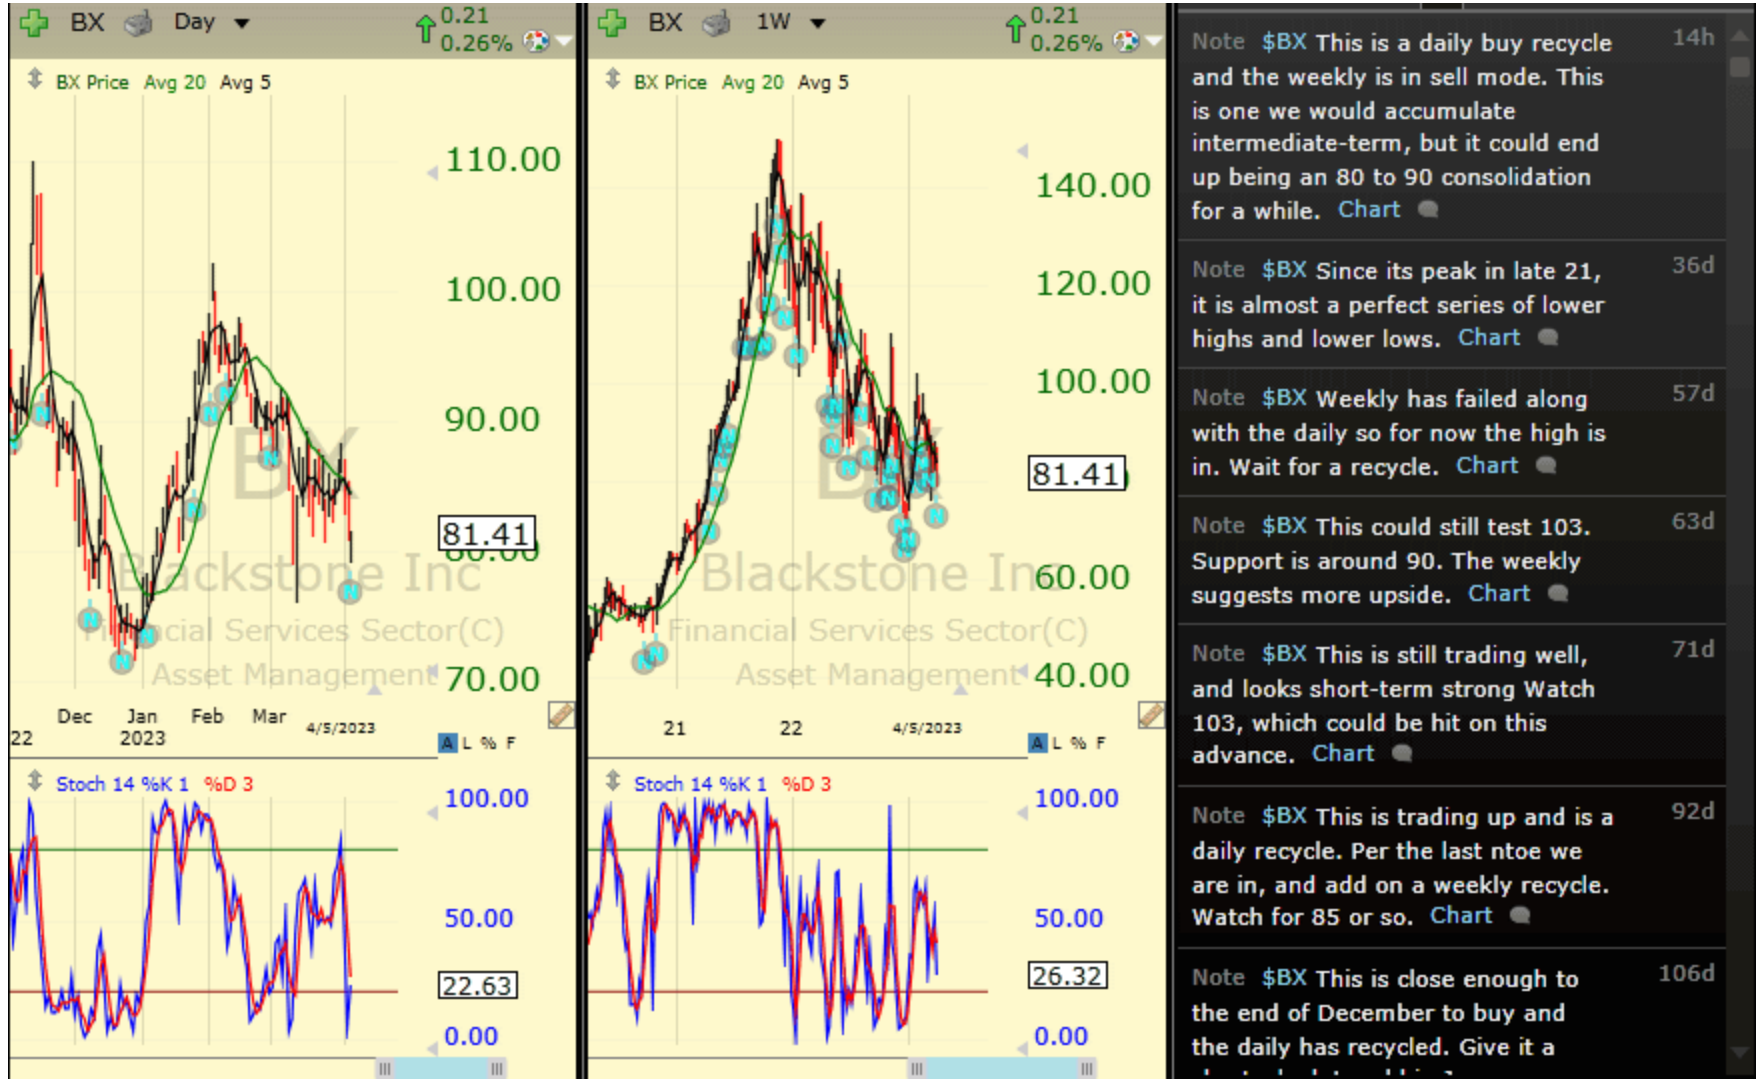 BX Day 0.21
0.26%
BX Price Avg 20 Avg 5
110.00
100.00
90.00
BX
81.41
80.00
Blackstone Inc
Financial Services Sector(C)
Asset Management
70.00
Dec Jan Feb Mar 4/5/2023
22 2023
A L % F
Stoch 14 %K 1 %D 3
100.00
50.00
22.63
0.00
BX 1W 0.21
0.26%
BX Price Avg 20 Avg 5
140.00
120.00
100.00
BX
81.41
Blackstone Inc
60.00
Financial Services Sector(C)
Asset Management
40.00
21 22 4/5/2023
A L % F
Stoch 14 %K 1 %D 3
100.00
50.00
26.32
0.00
Note $BX This is a daily buy recycle 14h
and the weekly is in sell mode. This
is one we would accumulate
intermediate-term, but it could end
up being an 80 to 90 consolidation
for a while. Chart
Note $BX Since its peak in late 21, 36d
it is almost a perfect series of lower
highs and lower lows. Chart
Note $BX Weekly has failed along 57d
with the daily so for now the high is
in. Wait for a recycle. Chart
Note $BX This could still test 103. 63d
Support is around 90. The weekly
suggests more upside. Chart
Note $BX This is still trading well, 71d
and looks short-term strong Watch
103, which could be hit on this
advance. Chart
Note $BX This is trading up and is a 92d
daily recycle. Per the last ntoe we
are in, and add on a weekly recycle.
Watch for 85 or so. Chart
Note $BX This is close enough to 106d
the end of December to buy and
the daily has recycled. Give it a